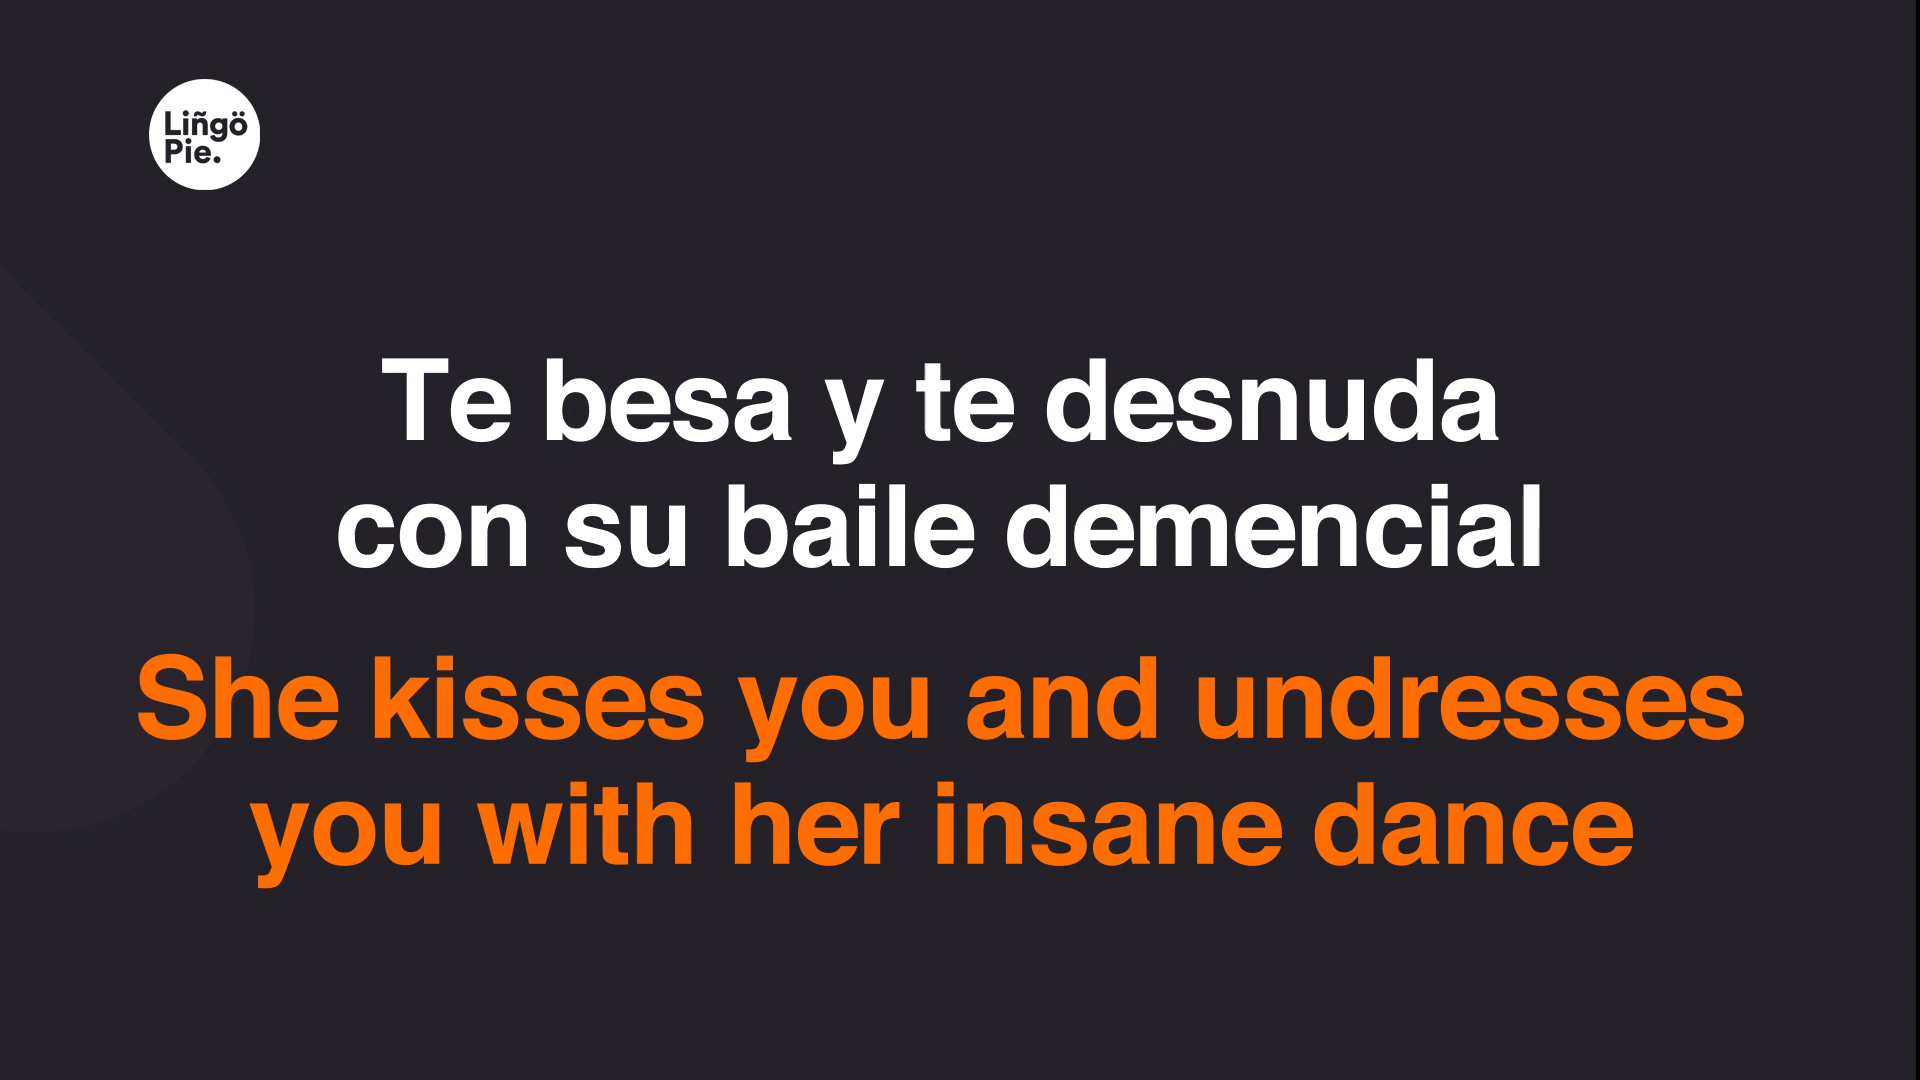 Liñgö
Pie.
Te besa y te desnuda
con su baile demencial
She kisses you and undresses
you with her insane dance